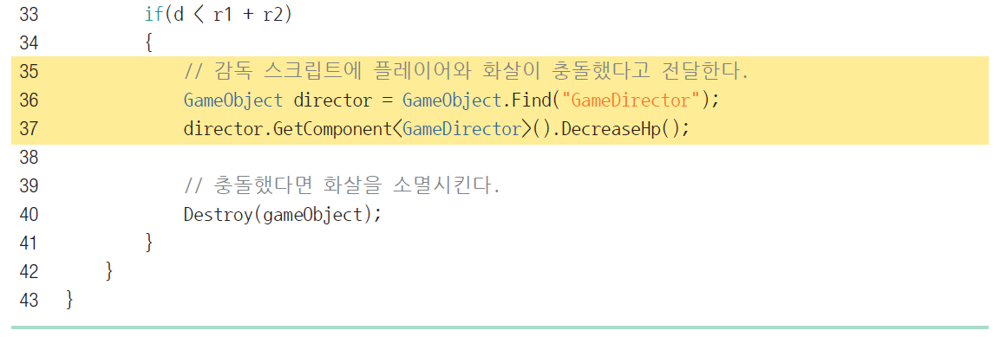 33 if(d < r1 + r2)
34 {
35 // 감독 스크립트에 플레이어와 화살이 충돌했다고 전달한다.
36 GameObject director = GameObject.Find("GameDirector");
37 director.GetComponent<GameDirector>().DecreaseHp();
38
39 // 충돌했다면 화살을 소멸시킨다.
40 Destroy(gameObject);
41 }
42 }
43 }